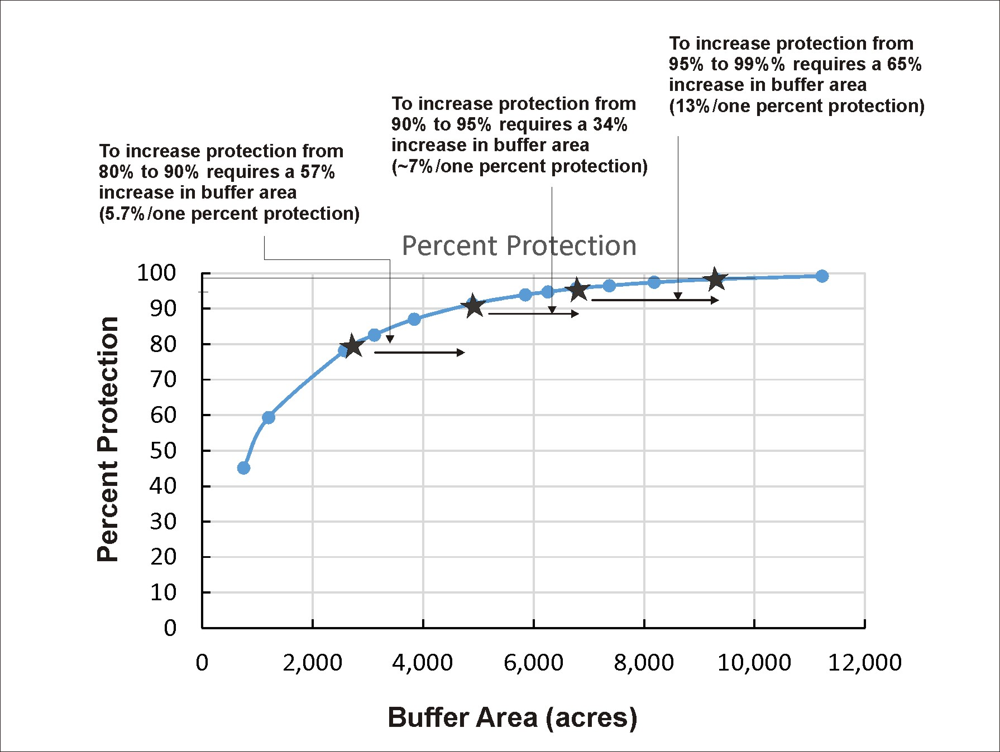 To increase protection from
95% to 99%% requires a 65%
increase in buffer area
(13%/one percent protection)
To increase protection from
90% to 95% requires a 34%
increase in buffer area
(~7%/one percent protection)
To increase protection from
80% to 90% requires a 57%
increase in buffer area
(5.7%/one percent protection)
Percent Protection
100
90
80
70
60
50
40
30
20
10
0
Percent Protection
0 2,000 4,000 6,000 8,000 10,000 12,000
Buffer Area (acres)